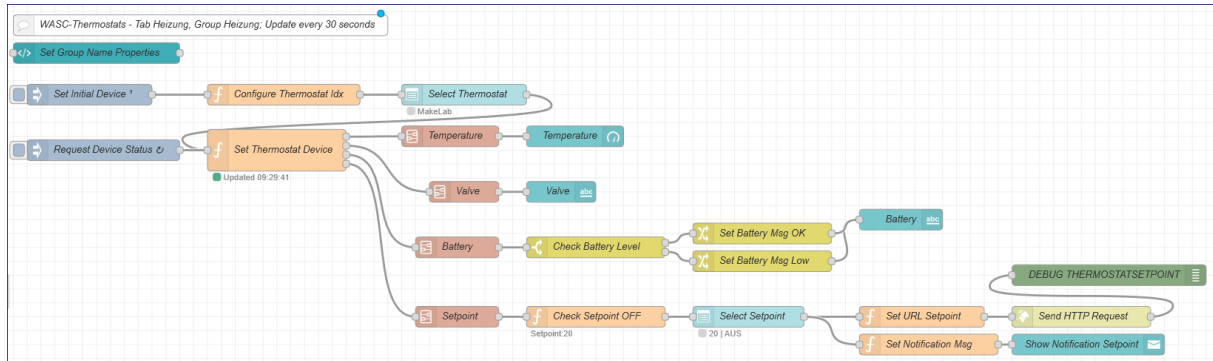 WASC-Thermostats - Tab Heizung, Group Heizung; Update every 30 seconds
</> Set Group Name Properties
Set Initial Device ¹
f Configure Thermostat Idx
Select Thermostat
MakeLab
Request Device Status ↻
f Set Thermostat Device
Updated 09:29:41
Temperature
Temperature
Valve
Valve abc
Battery
Check Battery Level
Set Battery Msg OK
Set Battery Msg Low
Battery abc
DEBUG THERMOSTATSETPOINT
Setpoint
f Check Setpoint OFF
Setpoint:20
Select Setpoint
20 | AUS
f Set URL Setpoint
Send HTTP Request
f Set Notification Msg
Show Notification Setpoint